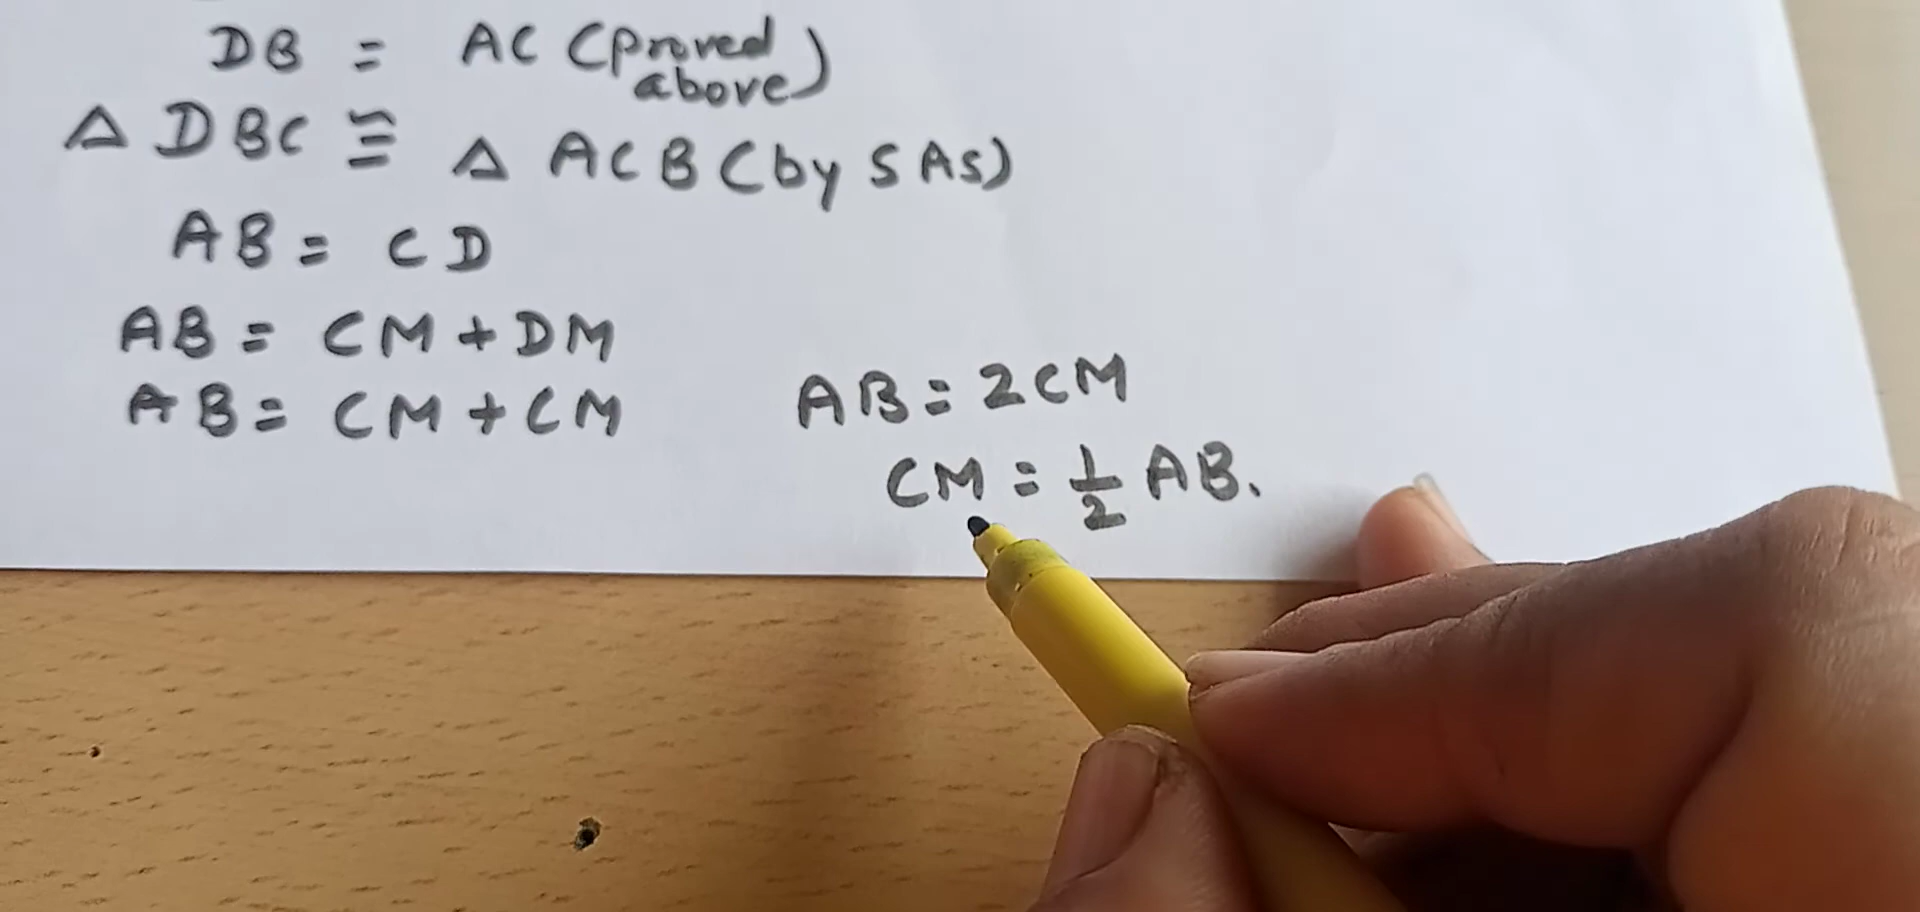 DB = AC (proved
above)
△ DBC ≅ △ ACB (by SAS)
AB = CD
AB = CM + DM
AB = CM + CM
AB = 2CM
CM = 1/2 AB.